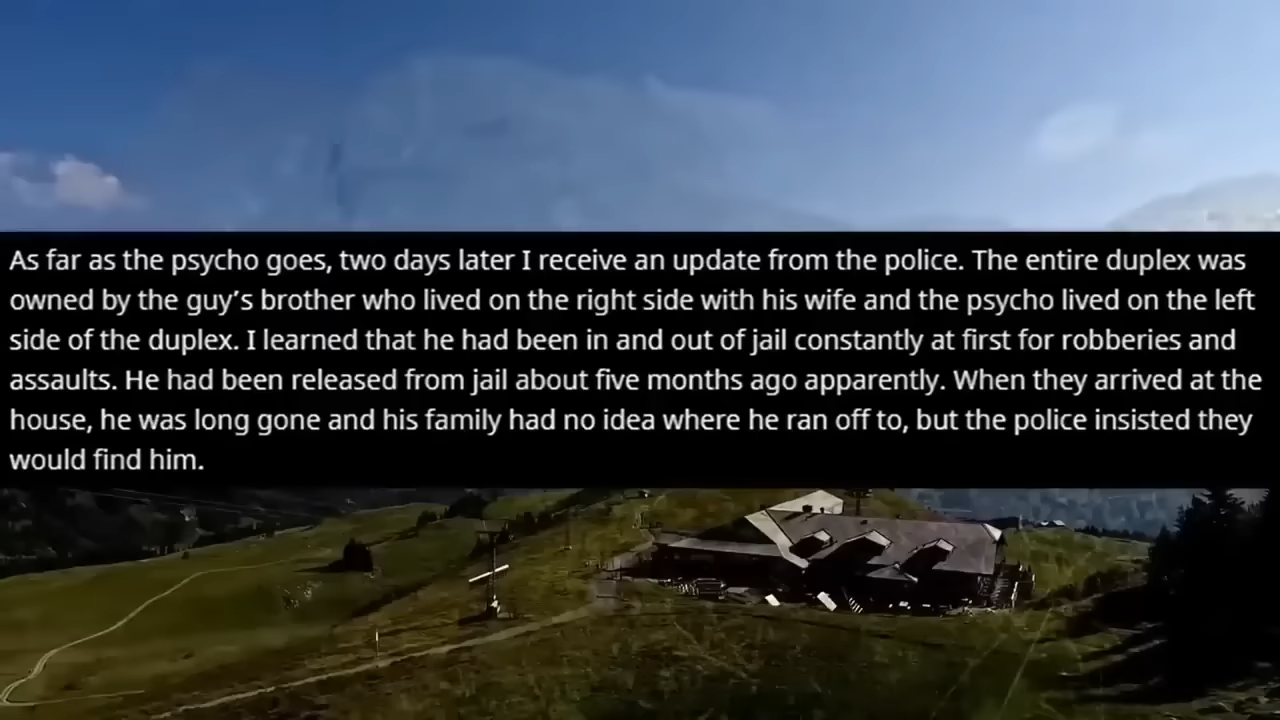 As far as the psycho goes, two days later I receive an update from the police. The entire duplex was
owned by the guy’s brother who lived on the right side with his wife and the psycho lived on the left
side of the duplex. I learned that he had been in and out of jail constantly at first for robberies and
assaults. He had been released from jail about five months ago apparently. When they arrived at the
house, he was long gone and his family had no idea where he ran off to, but the police insisted they
would find him.